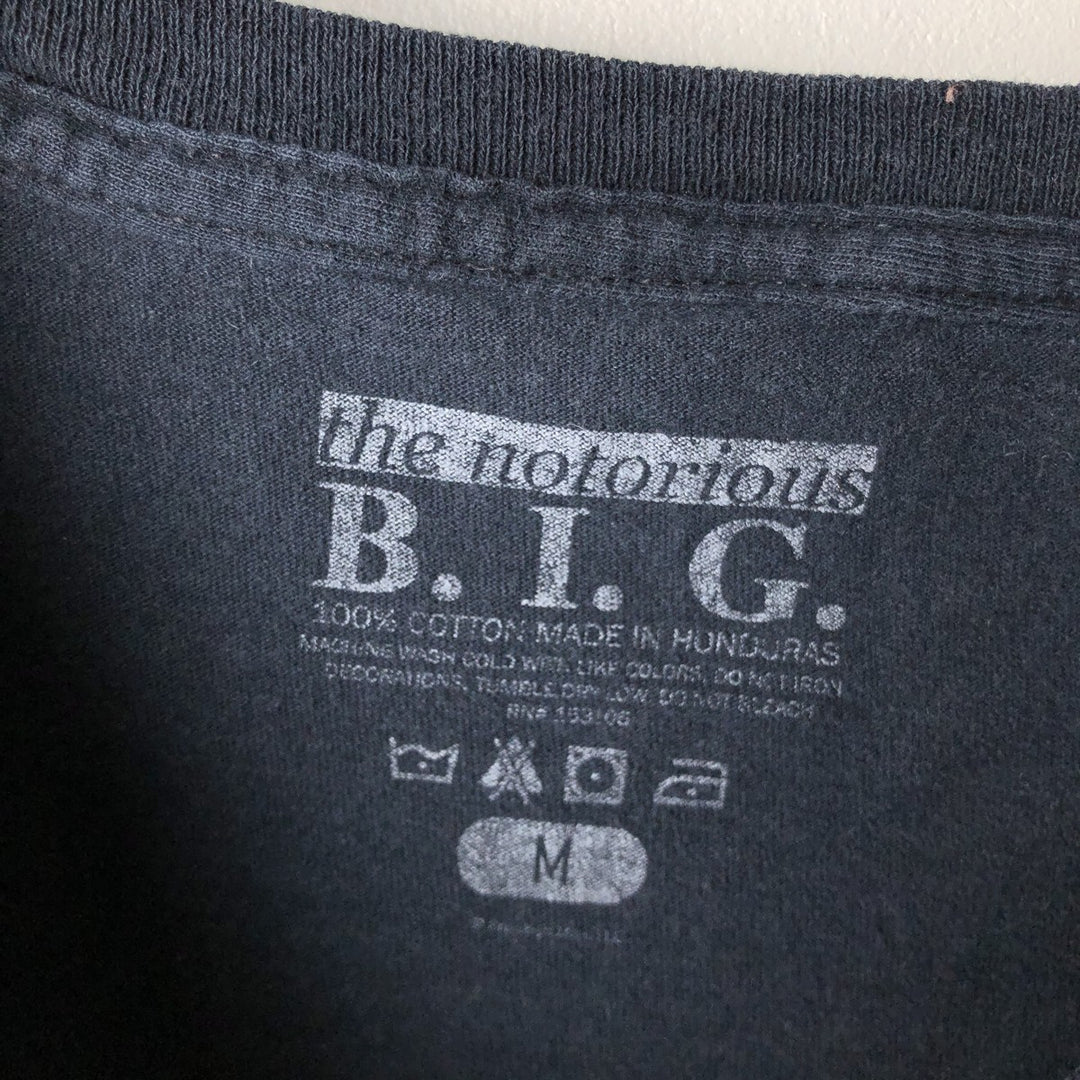 the notorious
B. I. G.
100% COTTON MADE IN HONDURAS
MACHINE WASH COLD WITH LIKE COLORS, DO NOT IRON
DECORATIONS, TUMBLE DRY LOW, DO NOT BLEACH
RN#
M